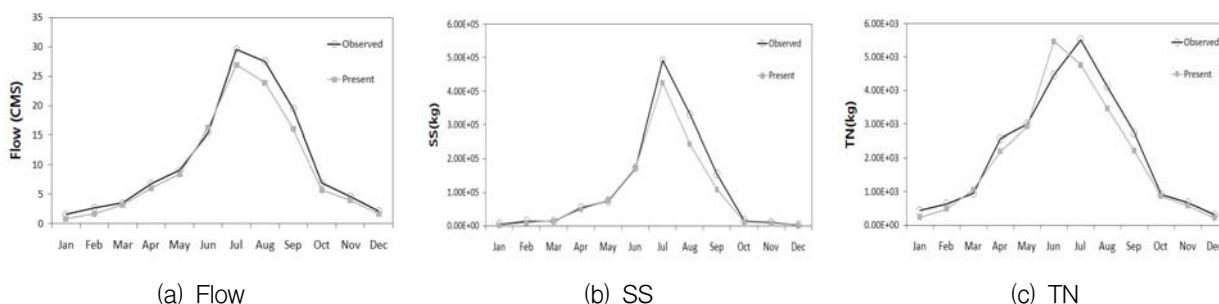 35
30
25
20
15
10
5
0
Flow (CMS)
Observed
Present
Jan Feb Mar Apr May Jun Jul Aug Sep Oct Nov Dec
(a) Flow
6.00E+05
5.00E+05
4.00E+05
3.00E+05
2.00E+05
1.00E+05
0.00E+00
SS(kg)
Observed
Present
Jan Feb Mar Apr May Jun Jul Aug Sep Oct Nov Dec
(b) SS
6.00E+03
5.00E+03
4.00E+03
3.00E+03
2.00E+03
1.00E+03
0.00E+00
TN(kg)
Observed
Present
Jan Feb Mar Apr May Jun Jul Aug Sep Oct Nov Dec
(c) TN